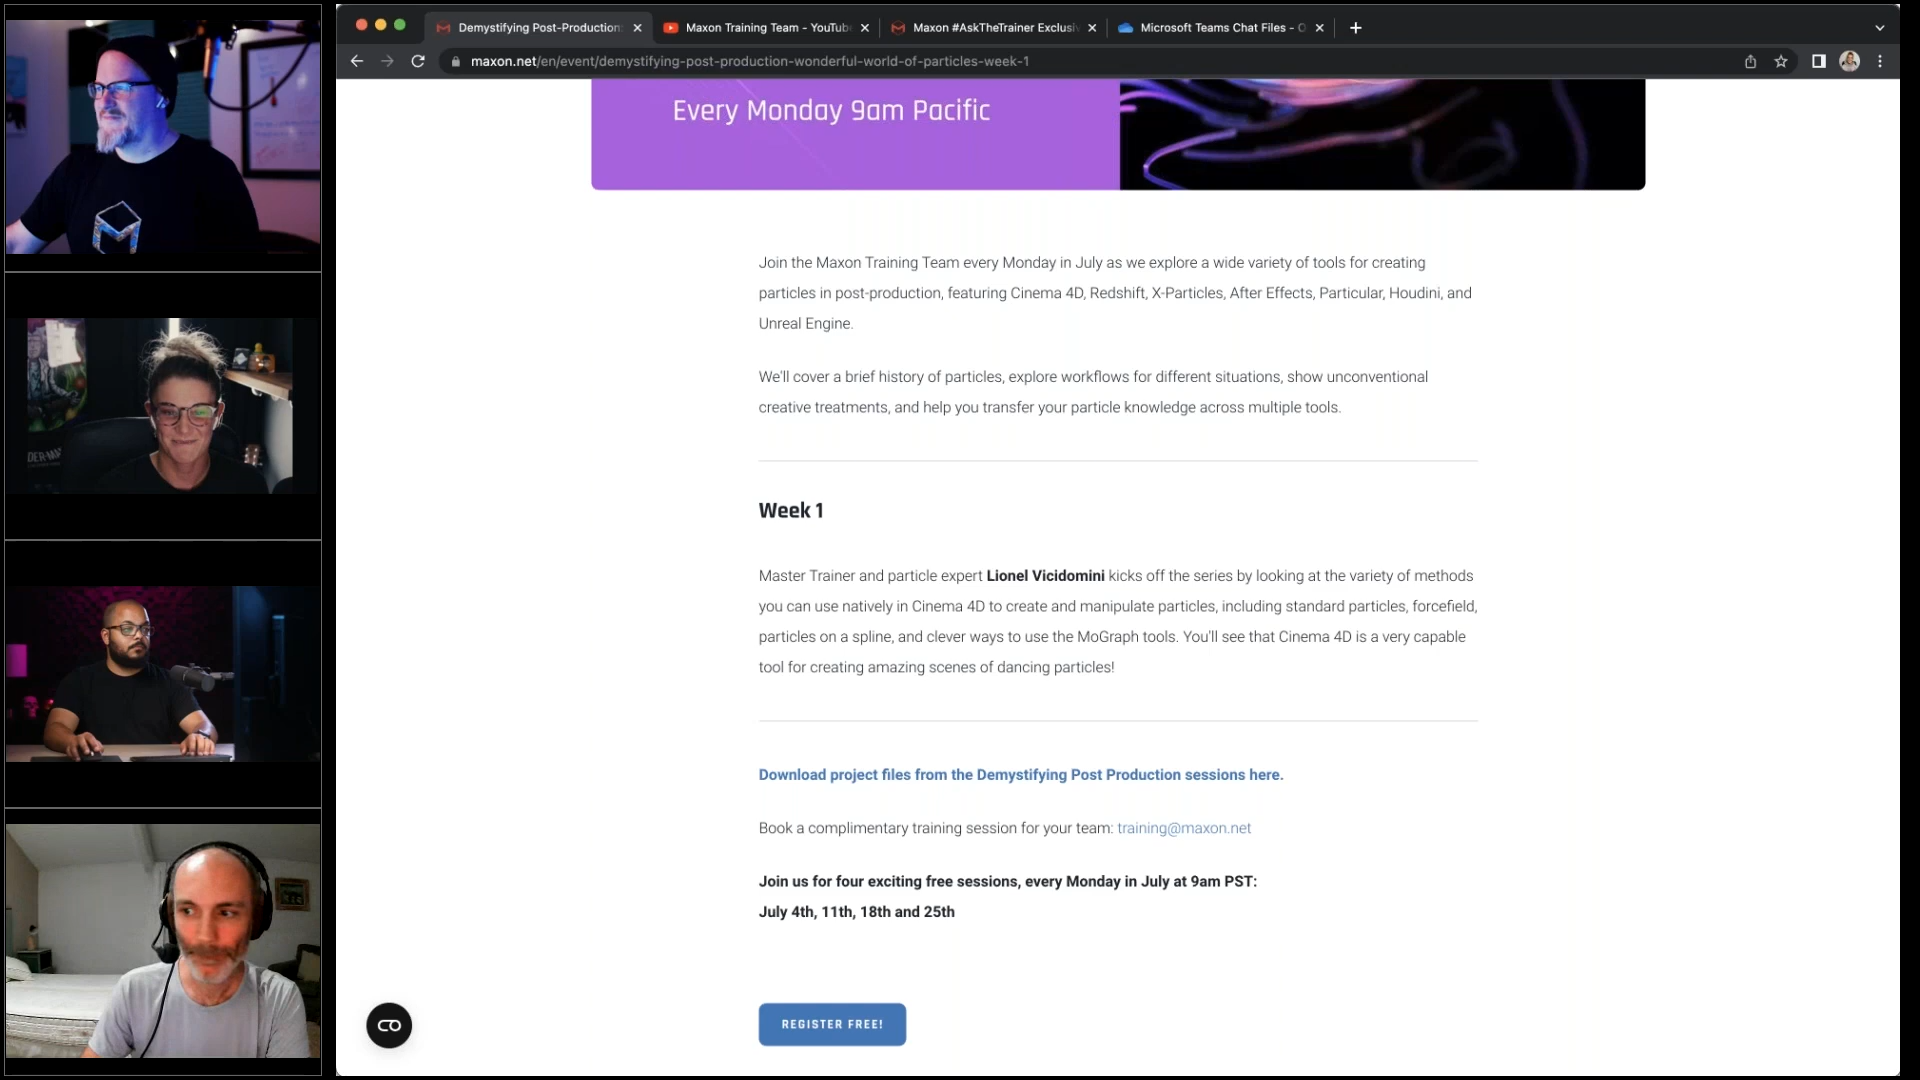 Demystifying Post-Production:
Maxon Training Team - YouTube
Maxon #AskTheTrainer Exclusi
Microsoft Teams Chat Files - O
maxon.net/en/event/demystifying-post-production-wonderful-world-of-particles-week-1
Every Monday 9am Pacific
Join the Maxon Training Team every Monday in July as we explore a wide variety of tools for creating
particles in post-production, featuring Cinema 4D, Redshift, X-Particles, After Effects, Particular, Houdini, and
Unreal Engine.
We'll cover a brief history of particles, explore workflows for different situations, show unconventional
creative treatments, and help you transfer your particle knowledge across multiple tools.
Week 1
Master Trainer and particle expert Lionel Vicidomini kicks off the series by looking at the variety of methods
you can use natively in Cinema 4D to create and manipulate particles, including standard particles, forcefield,
particles on a spline, and clever ways to use the MoGraph tools. You'll see that Cinema 4D is a very capable
tool for creating amazing scenes of dancing particles!
Download project files from the Demystifying Post Production sessions here.
Book a complimentary training session for your team: training@maxon.net
Join us for four exciting free sessions, every Monday in July at 9am PST:
July 4th, 11th, 18th and 25th
REGISTER FREE!